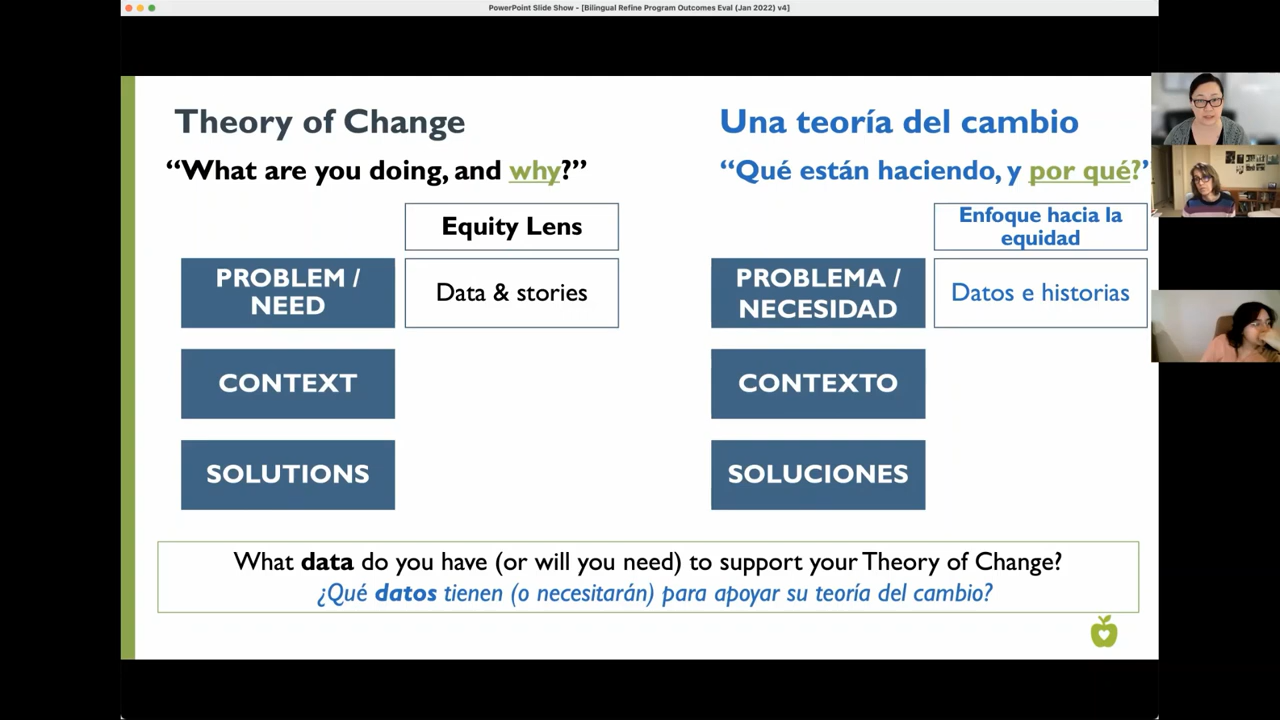 PowerPoint Slide Show - [Bilingual Refine Program Outcomes Eval (Jan 2022) v4]
Theory of Change
“What are you doing, and why?”
Equity Lens
PROBLEM /
NEED
Data & stories
CONTEXT
SOLUTIONS
Una teoría del cambio
“Qué están haciendo, y por qué?”
Enfoque hacia la
equidad
PROBLEMA /
NECESIDAD
Datos e historias
CONTEXTO
SOLUCIONES
What data do you have (or will you need) to support your Theory of Change?
¿Qué datos tienen (o necesitarán) para apoyar su teoría del cambio?